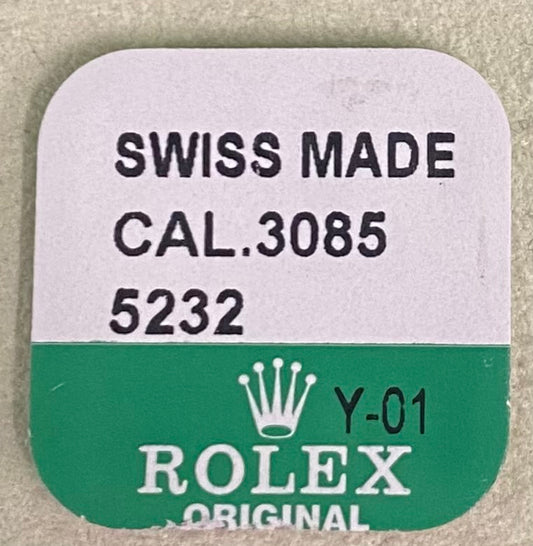 SWISS MADE
CAL.3085
5232
Y-01
ROLEX
ORIGINAL